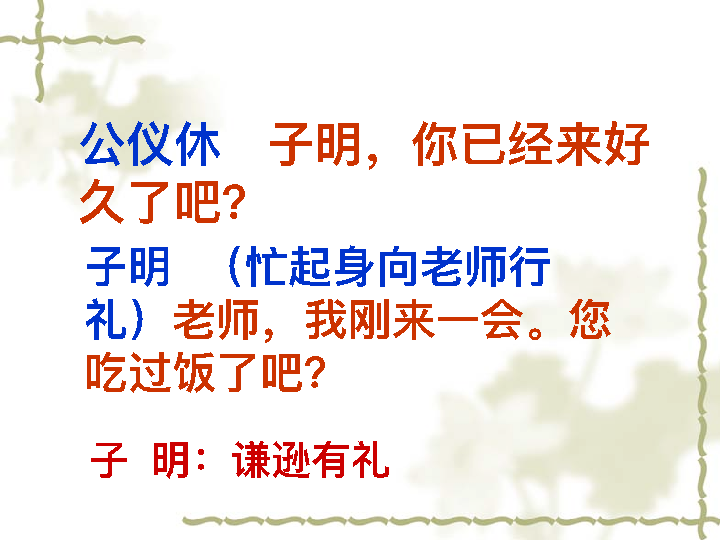 公仪休 子明，你已经来好
久了吧？
子明 （忙起身向老师行
礼）老师，我刚来一会。您
吃过饭了吧？
子 明：谦逊有礼